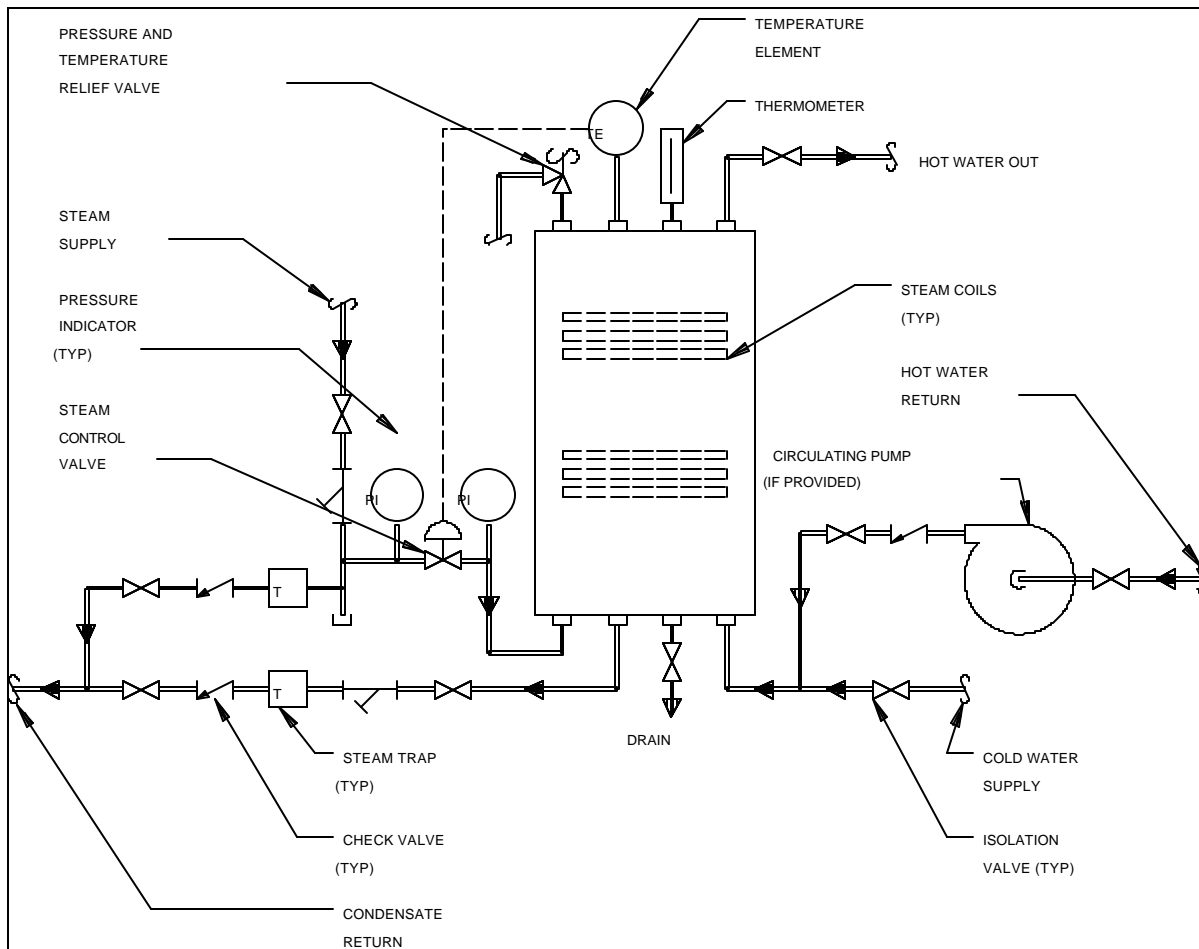 PRESSURE AND
TEMPERATURE
RELIEF VALVE
TEMPERATURE
ELEMENT
THERMOMETER
TE
HOT WATER OUT
STEAM
SUPPLY
PRESSURE
INDICATOR
(TYP)
STEAM COILS
(TYP)
HOT WATER
RETURN
STEAM
CONTROL
VALVE
CIRCULATING PUMP
(IF PROVIDED)
PI
PI
T
T
DRAIN
STEAM TRAP
(TYP)
COLD WATER
SUPPLY
CHECK VALVE
(TYP)
ISOLATION
VALVE (TYP)
CONDENSATE
RETURN